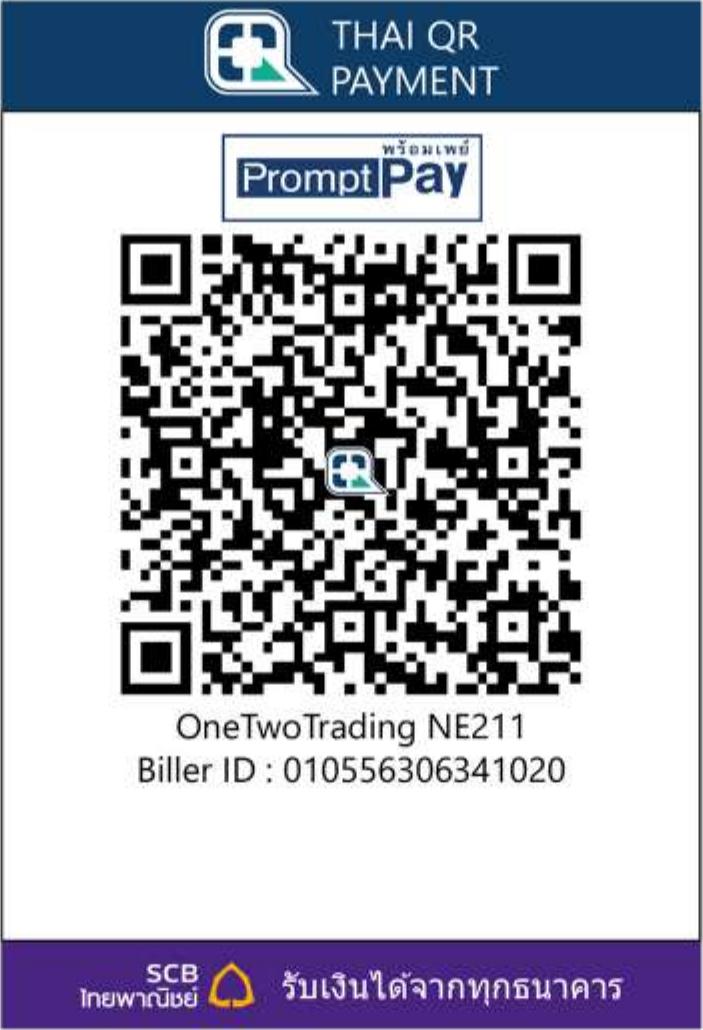 THAI QR
PAYMENT
พร้อมเพย์
PromptPay
OneTwoTrading NE211
Biller ID : 010556306341020
SCB
ไทยพาณิชย์
รับเงินได้จากทุกธนาคาร